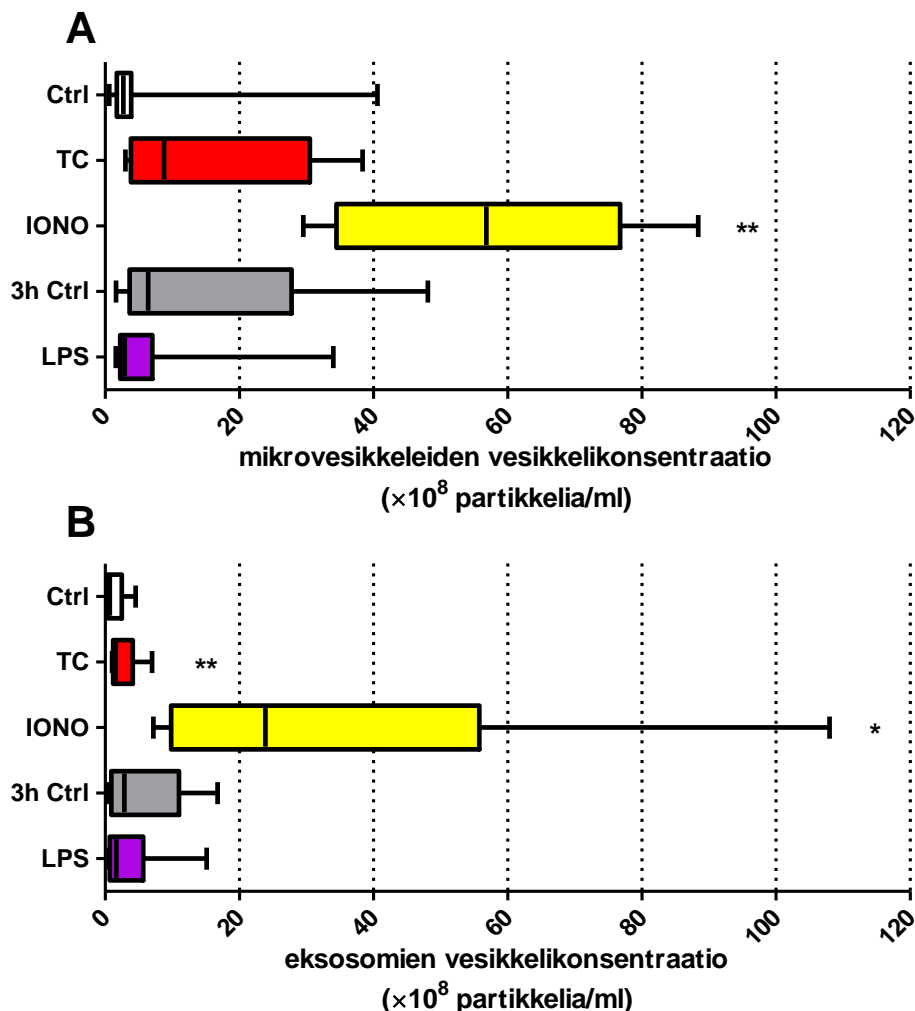 A
Ctrl
TC
IONO
**
3h Ctrl
LPS
0 20 40 60 80 100 120
mikrovesikkeleiden vesikkelikonsentraatio
(×10⁸ partikkelia/ml)
B
Ctrl
TC
**
IONO
*
3h Ctrl
LPS
0 20 40 60 80 100 120
eksosomien vesikkelikonsentraatio
(×10⁸ partikkelia/ml)